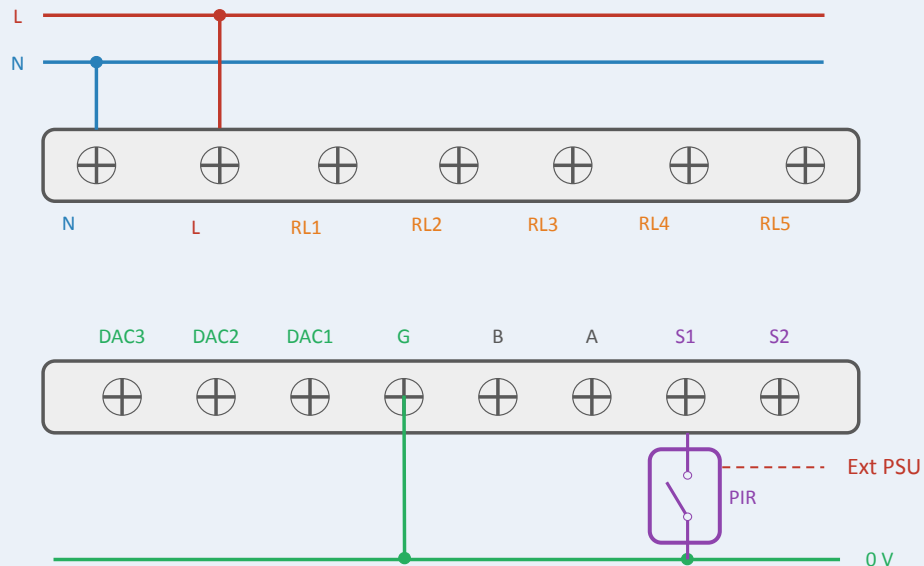 L
N
N L RL1 RL2 RL3 RL4 RL5
DAC3 DAC2 DAC1 G B A S1 S2
Ext PSU
PIR
0 V